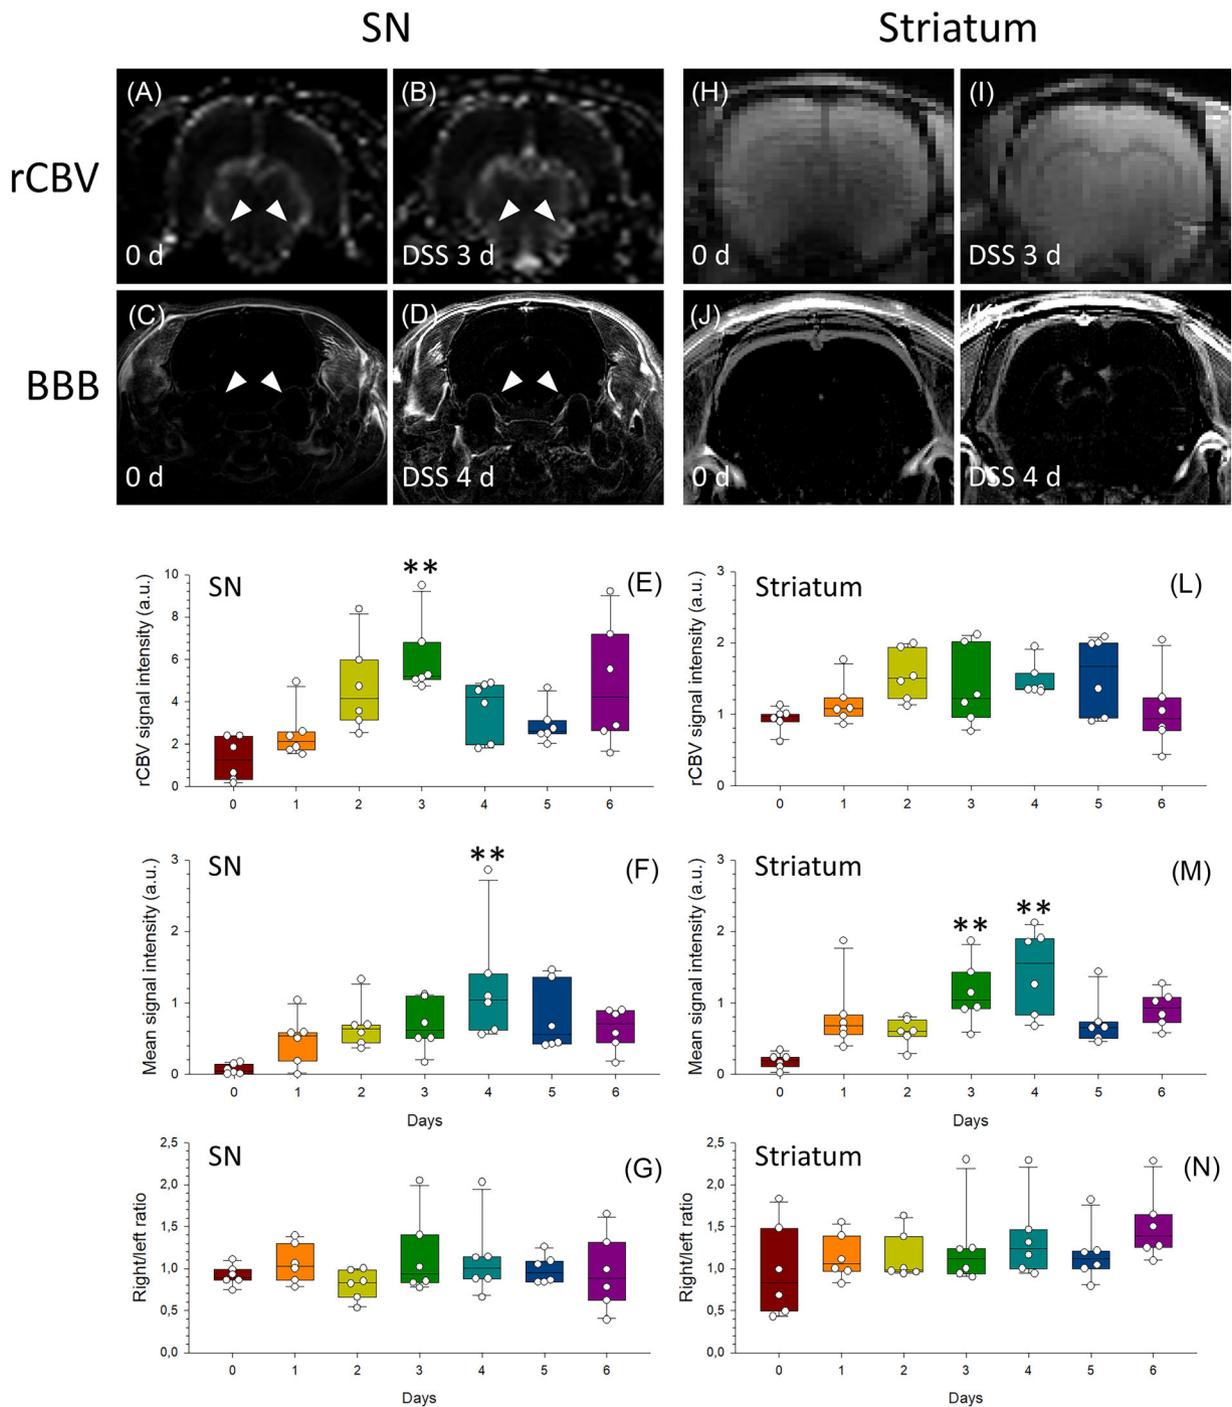 SN Striatum
rCBV
(A) (B) (H) (I)
0 d DSS 3 d 0 d DSS 3 d
BBB
(C) (D) (J) (K)
0 d DSS 4 d 0 d DSS 4 d
rCBV signal intensity (a.u.)
SN
**
(E)
10
8
6
4
2
0
0 1 2 3 4 5 6
rCBV signal intensity (a.u.)
Striatum
(L)
3
2
1
0
0 1 2 3 4 5 6
Mean signal intensity (a.u.)
SN
**
(F)
3
2
1
0
0 1 2 3 4 5 6
Days
Mean signal intensity (a.u.)
Striatum
** **
(M)
3
2
1
0
0 1 2 3 4 5 6
Days
Right/left ratio
SN
(G)
2,5
2,0
1,5
1,0
0,5
0,0
0 1 2 3 4 5 6
Days
Right/left ratio
Striatum
(N)
2,5
2,0
1,5
1,0
0,5
0,0
0 1 2 3 4 5 6
Days